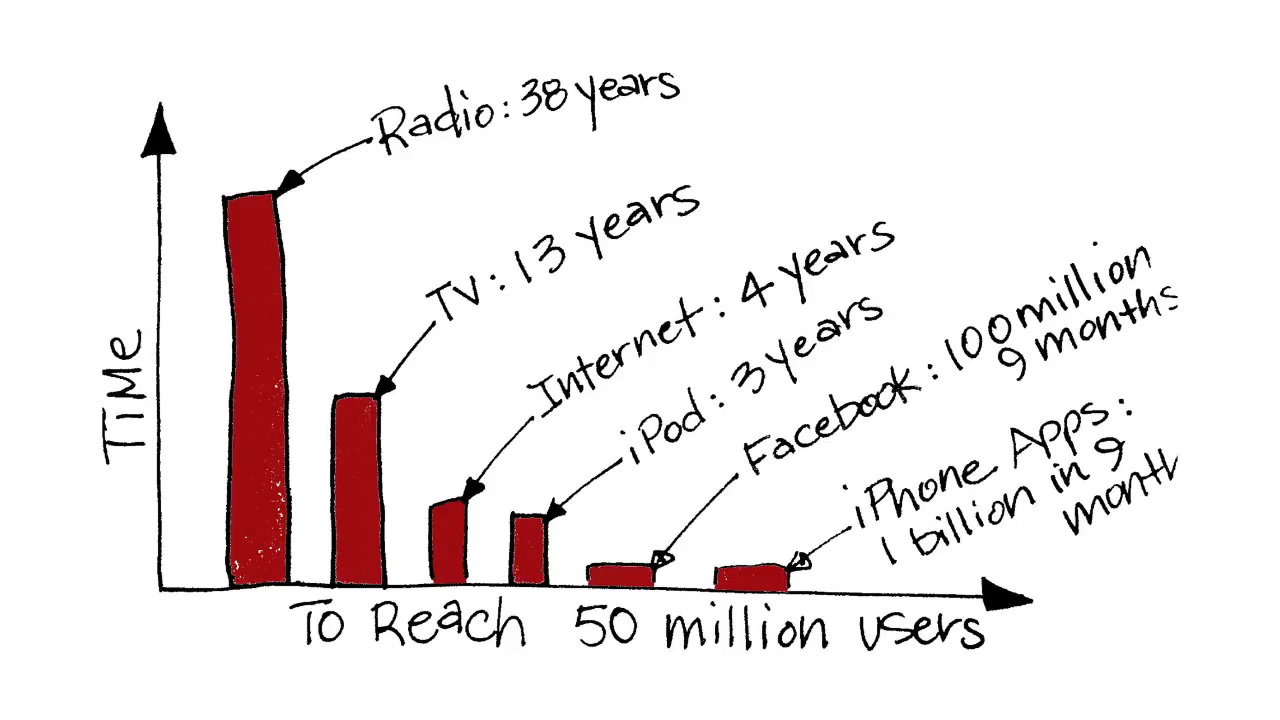 Radio: 38 years
TV: 13 years
Internet: 4 years
iPod: 3 years
Facebook: 100 million
9 months
iPhone Apps:
1 billion in 9
month
TiMe
To Reach 50 million users